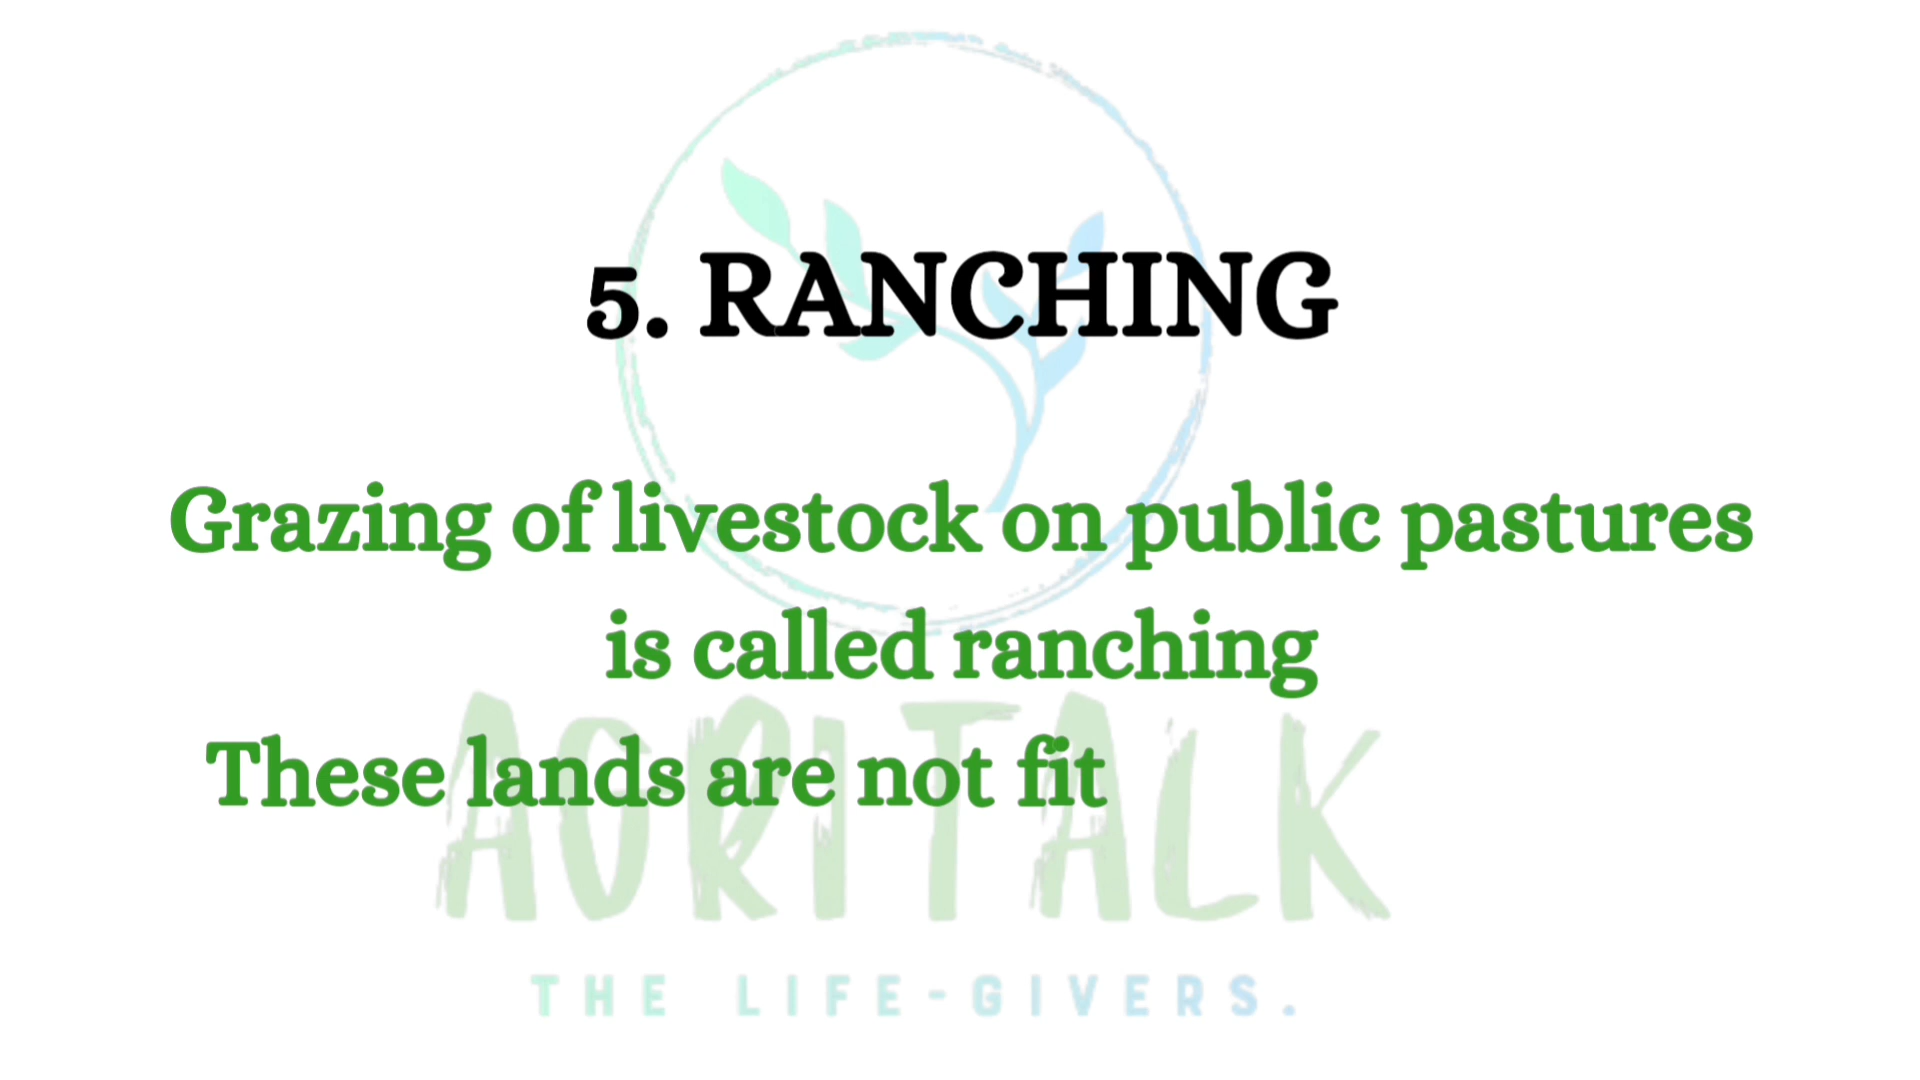 5. RANCHING
Grazing of livestock on public pastures
is called ranching
These lands are not fit
AGRITALK
THE LIFE-GIVERS.